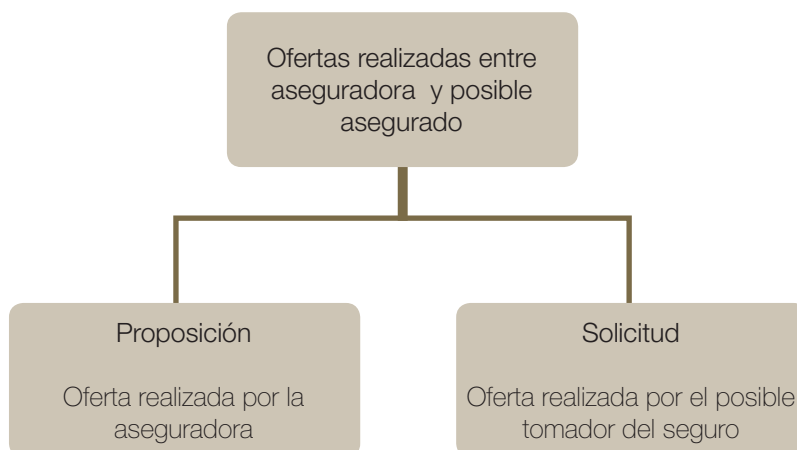 Ofertas realizadas entre
aseguradora y posible
asegurado
Proposición
Oferta realizada por la
aseguradora
Solicitud
Oferta realizada por el posible
tomador del seguro